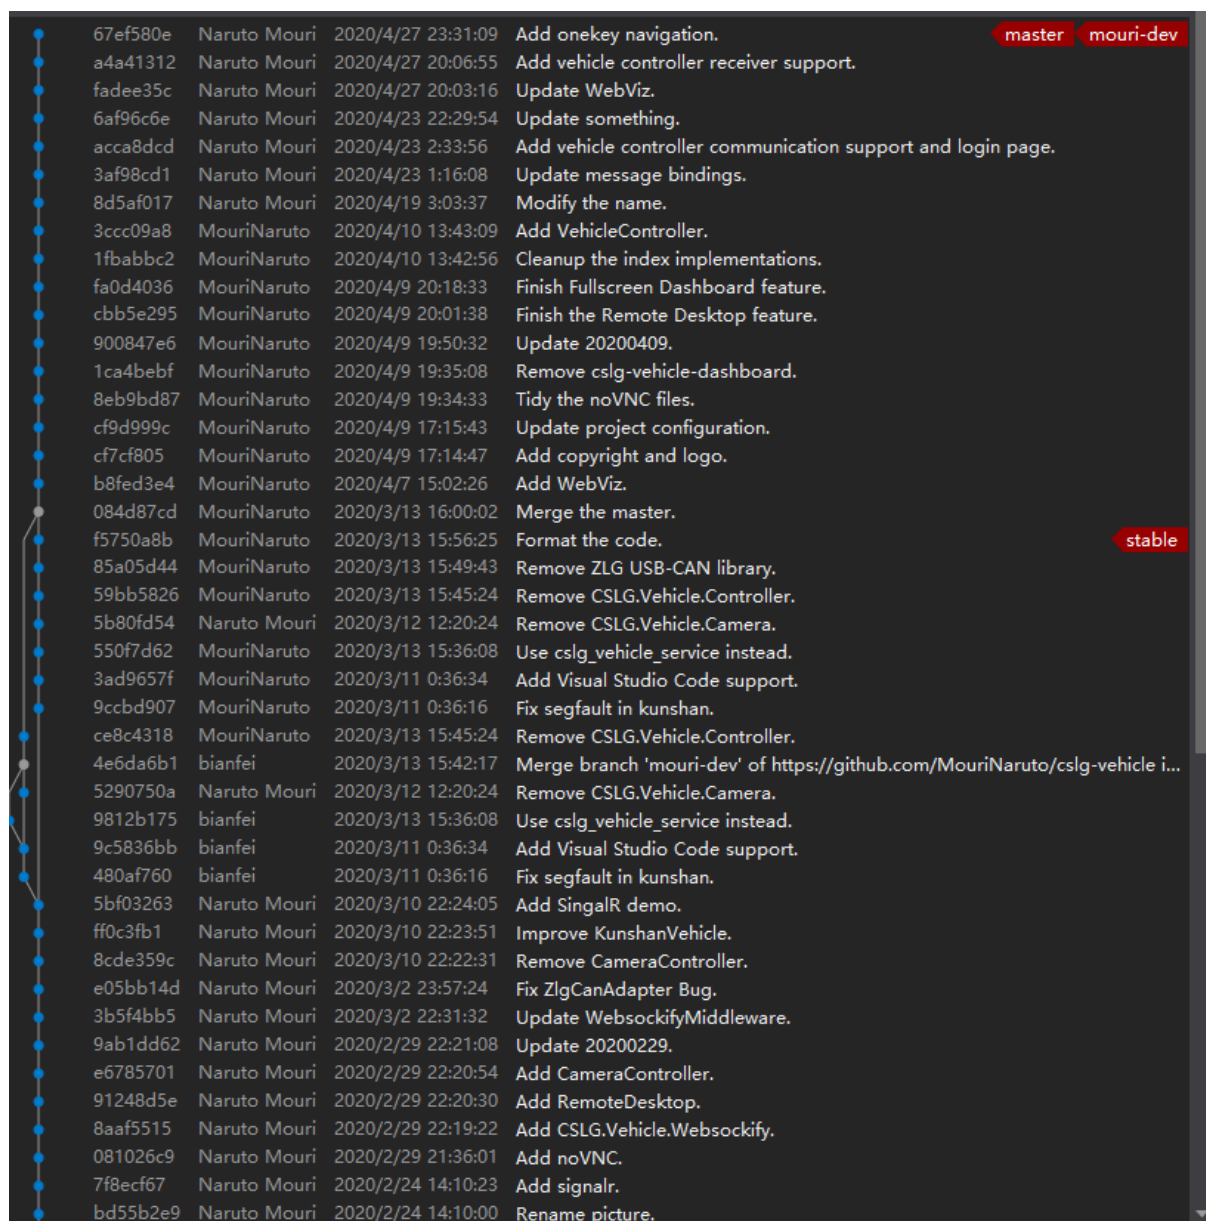 67ef580e Naruto Mouri 2020/4/27 23:31:09 Add onekey navigation. master mouri-dev
a4a41312 Naruto Mouri 2020/4/27 20:06:55 Add vehicle controller receiver support.
fadee35c Naruto Mouri 2020/4/27 20:03:16 Update WebViz.
6af96c6e Naruto Mouri 2020/4/23 22:29:54 Update something.
acca8dcd Naruto Mouri 2020/4/23 2:33:56 Add vehicle controller communication support and login page.
3af98cd1 Naruto Mouri 2020/4/23 1:16:08 Update message bindings.
8d5af017 Naruto Mouri 2020/4/19 3:03:37 Modify the name.
3ccc09a8 MouriNaruto 2020/4/10 13:43:09 Add VehicleController.
1fbabbc2 MouriNaruto 2020/4/10 13:42:56 Cleanup the index implementations.
fa0d4036 MouriNaruto 2020/4/9 20:18:33 Finish Fullscreen Dashboard feature.
cbb5e295 MouriNaruto 2020/4/9 20:01:38 Finish the Remote Desktop feature.
900847e6 MouriNaruto 2020/4/9 19:50:32 Update 20200409.
1ca4bebf MouriNaruto 2020/4/9 19:35:08 Remove cslg-vehicle-dashboard.
8eb9bd87 MouriNaruto 2020/4/9 19:34:33 Tidy the noVNC files.
cf9d999c MouriNaruto 2020/4/9 17:15:43 Update project configuration.
cf7cf805 MouriNaruto 2020/4/9 17:14:47 Add copyright and logo.
b8fed3e4 MouriNaruto 2020/4/7 15:02:26 Add WebViz.
084d87cd MouriNaruto 2020/3/13 16:00:02 Merge the master.
f5750a8b MouriNaruto 2020/3/13 15:56:25 Format the code. stable
85a05d44 MouriNaruto 2020/3/13 15:49:43 Remove ZLG USB-CAN library.
59bb5826 MouriNaruto 2020/3/13 15:45:24 Remove CSLG.Vehicle.Controller.
5b80fd54 Naruto Mouri 2020/3/12 12:20:24 Remove CSLG.Vehicle.Camera.
550f7d62 MouriNaruto 2020/3/13 15:36:08 Use cslg_vehicle_service instead.
3ad9657f MouriNaruto 2020/3/11 0:36:34 Add Visual Studio Code support.
9ccbd907 MouriNaruto 2020/3/11 0:36:16 Fix segfault in kunshan.
ce8c4318 MouriNaruto 2020/3/13 15:45:24 Remove CSLG.Vehicle.Controller.
4e6da6b1 bianfei 2020/3/13 15:42:17 Merge branch 'mouri-dev' of https://github.com/MouriNaruto/cslg-vehicle i...
5290750a Naruto Mouri 2020/3/12 12:20:24 Remove CSLG.Vehicle.Camera.
9812b175 bianfei 2020/3/13 15:36:08 Use cslg_vehicle_service instead.
9c5836bb bianfei 2020/3/11 0:36:34 Add Visual Studio Code support.
480af760 bianfei 2020/3/11 0:36:16 Fix segfault in kunshan.
5bf03263 Naruto Mouri 2020/3/10 22:24:05 Add SingalR demo.
ff0c3fb1 Naruto Mouri 2020/3/10 22:23:51 Improve KunshanVehicle.
8cde359c Naruto Mouri 2020/3/10 22:22:31 Remove CameraController.
e05bb14d Naruto Mouri 2020/3/2 23:57:24 Fix ZlgCanAdapter Bug.
3b5f4bb5 Naruto Mouri 2020/3/2 22:31:32 Update WebsockifyMiddleware.
9ab1dd62 Naruto Mouri 2020/2/29 22:21:08 Update 20200229.
e6785701 Naruto Mouri 2020/2/29 22:20:54 Add CameraController.
91248d5e Naruto Mouri 2020/2/29 22:20:30 Add RemoteDesktop.
8aaf5515 Naruto Mouri 2020/2/29 22:19:22 Add CSLG.Vehicle.Websockify.
081026c9 Naruto Mouri 2020/2/29 21:36:01 Add noVNC.
7f8ecf67 Naruto Mouri 2020/2/24 14:10:23 Add signalr.
bd55b2e9 Naruto Mouri 2020/2/24 14:10:00 Rename picture.